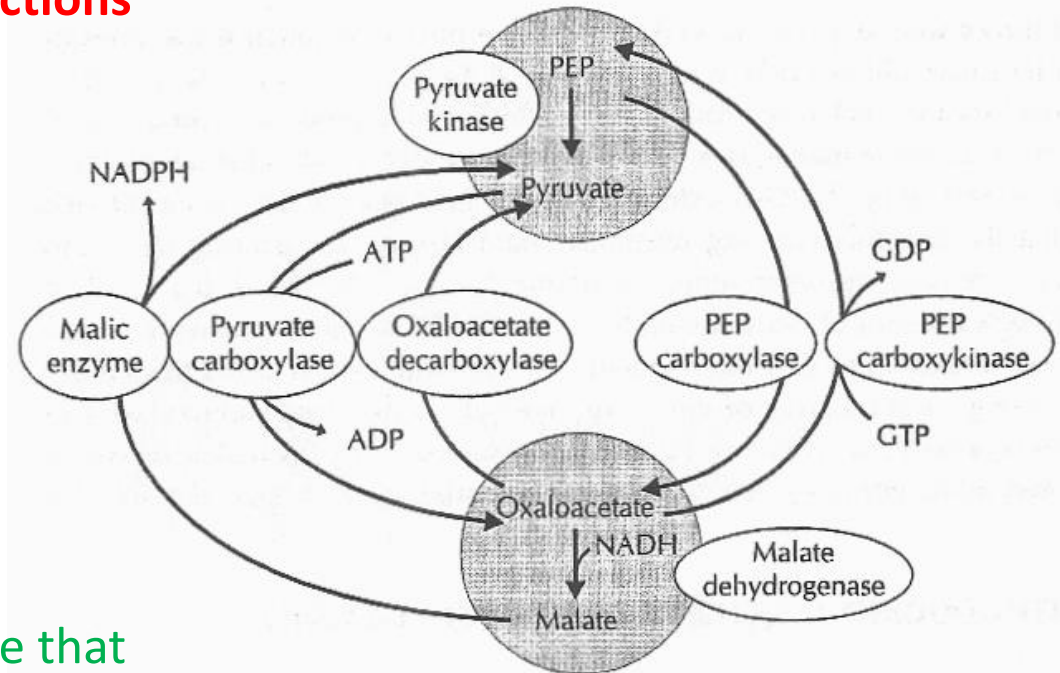 ctions
PEP
Pyruvate
kinase
NADPH
Pyruvate
ATP
GDP
Malic
enzyme
Pyruvate
carboxylase
Oxaloacetate
decarboxylase
PEP
carboxylase
PEP
carboxykinase
ADP
GTP
Oxaloacetate
NADH
Malate
dehydrogenase
Malate
e that